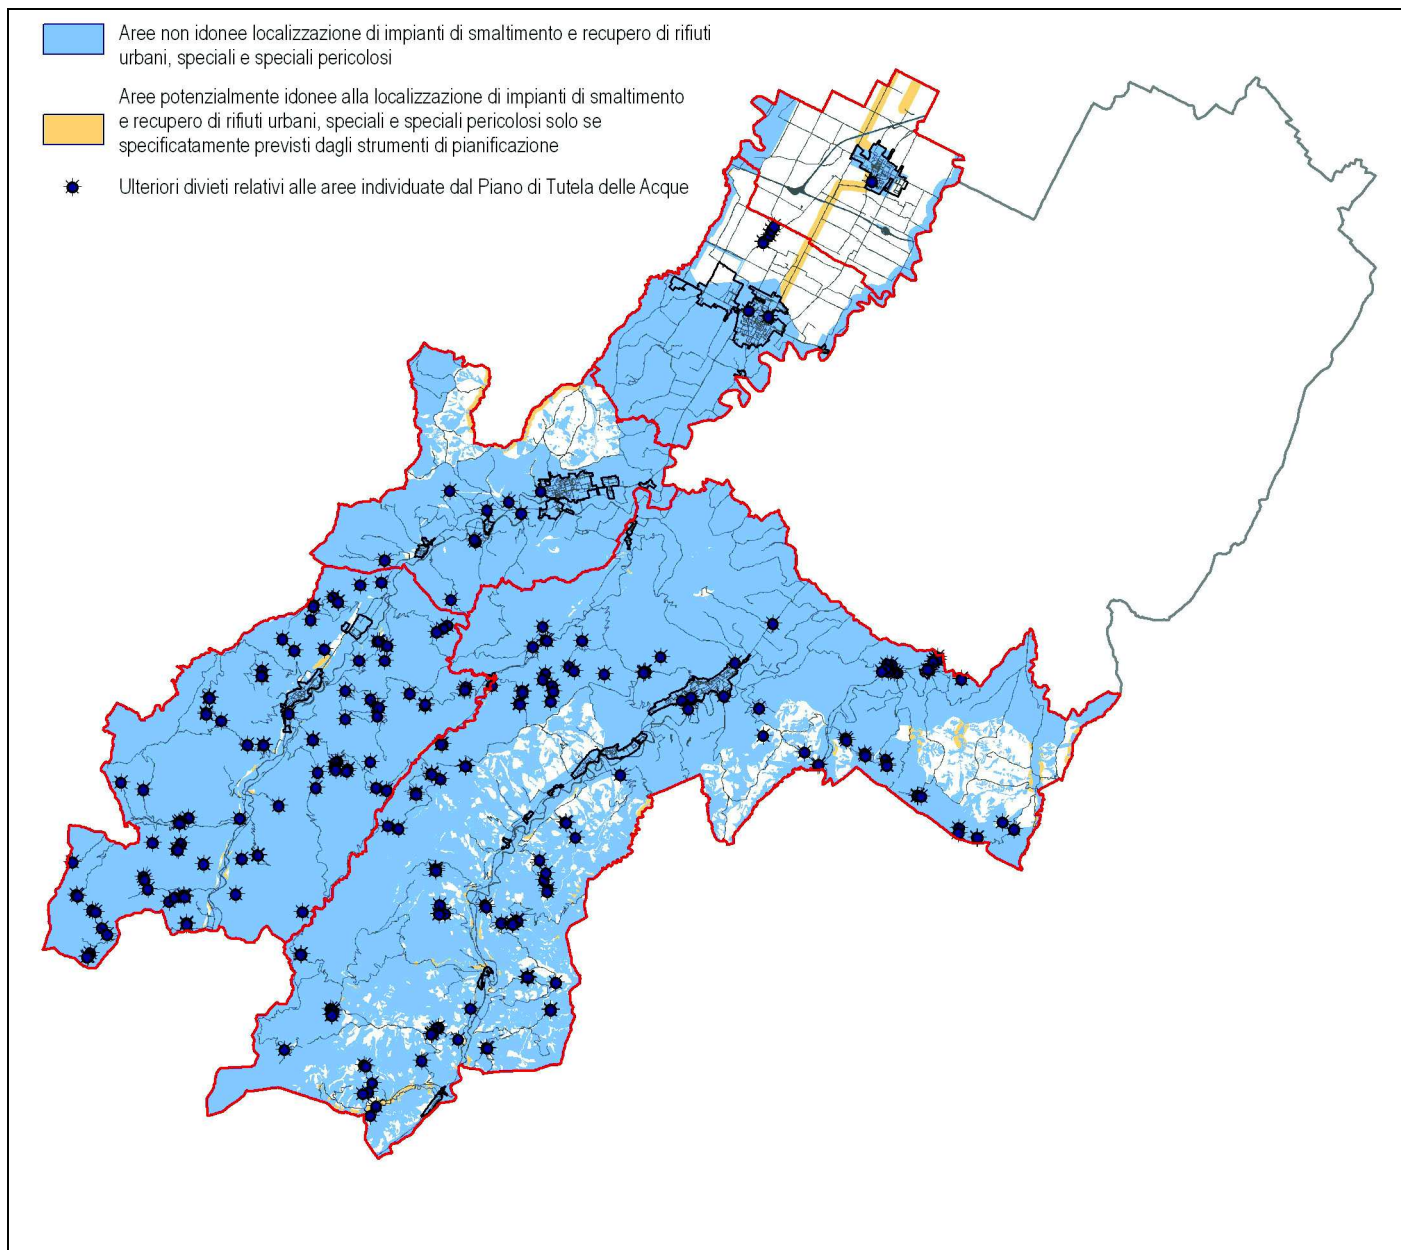 Aree non idonee localizzazione di impianti di smaltimento e recupero di rifiuti
urbani, speciali e speciali pericolosi
Aree potenzialmente idonee alla localizzazione di impianti di smaltimento
e recupero di rifiuti urbani, speciali e speciali pericolosi solo se
specificatamente previsti dagli strumenti di pianificazione
Ulteriori divieti relativi alle aree individuate dal Piano di Tutela delle Acque